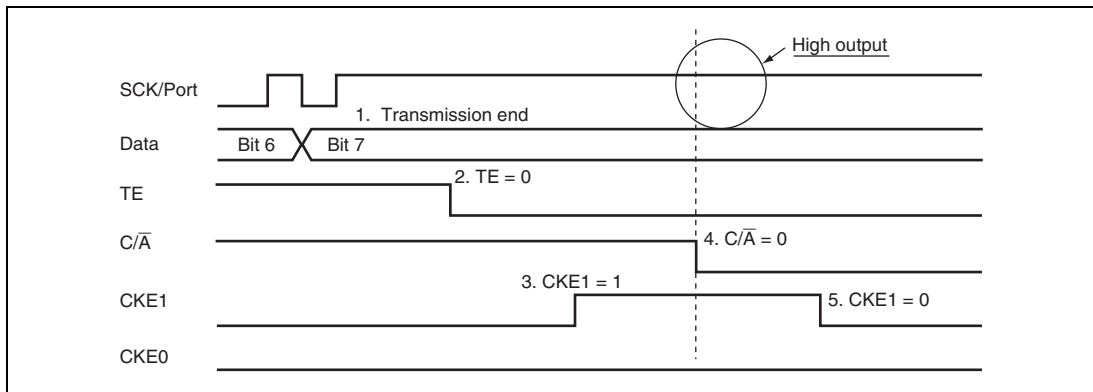 High output
SCK/Port
1. Transmission end
Data
Bit 6
Bit 7
2. TE = 0
TE
C/A̅
4. C/A̅ = 0
3. CKE1 = 1
CKE1
5. CKE1 = 0
CKE0